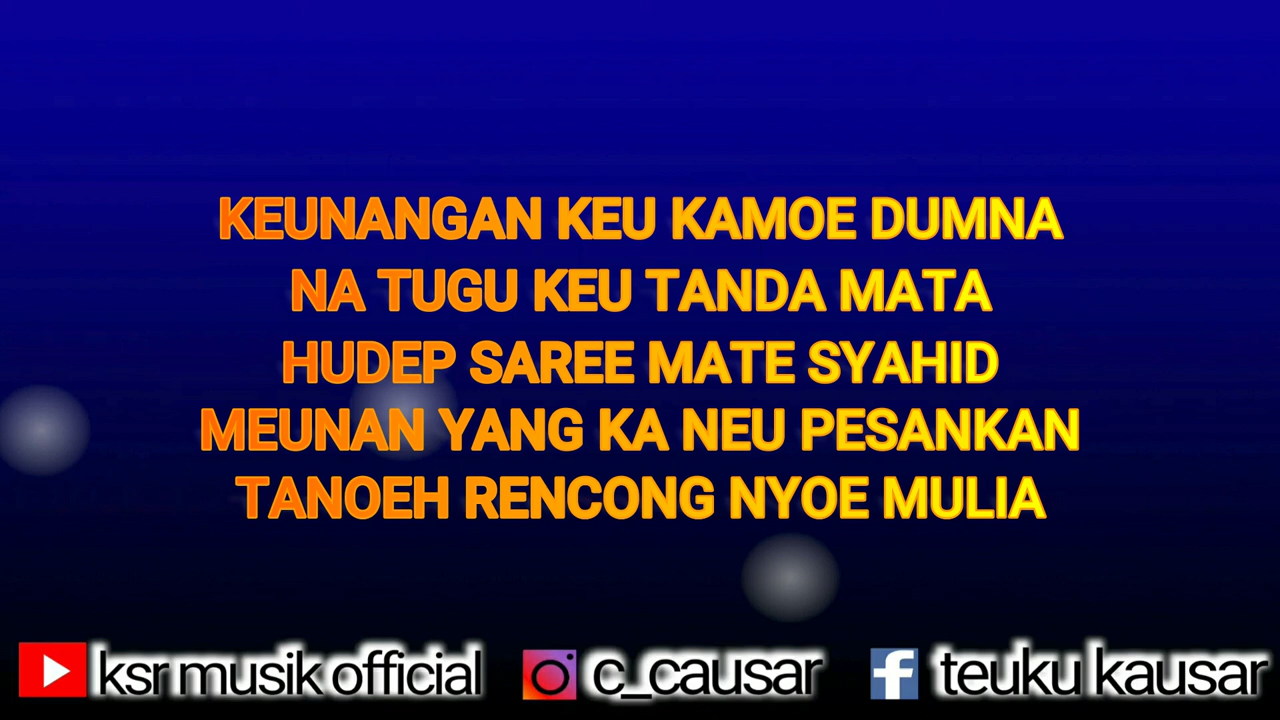 KEUNANGAN KEU KAMOE DUMNA
NA TUGU KEU TANDA MATA
HUDEP SAREE MATE SYAHID
MEUNAN YANG KA NEU PESANKAN
TANOEH RENCONG NYOE MULIA
ksr musik official c_causar teuku kausar